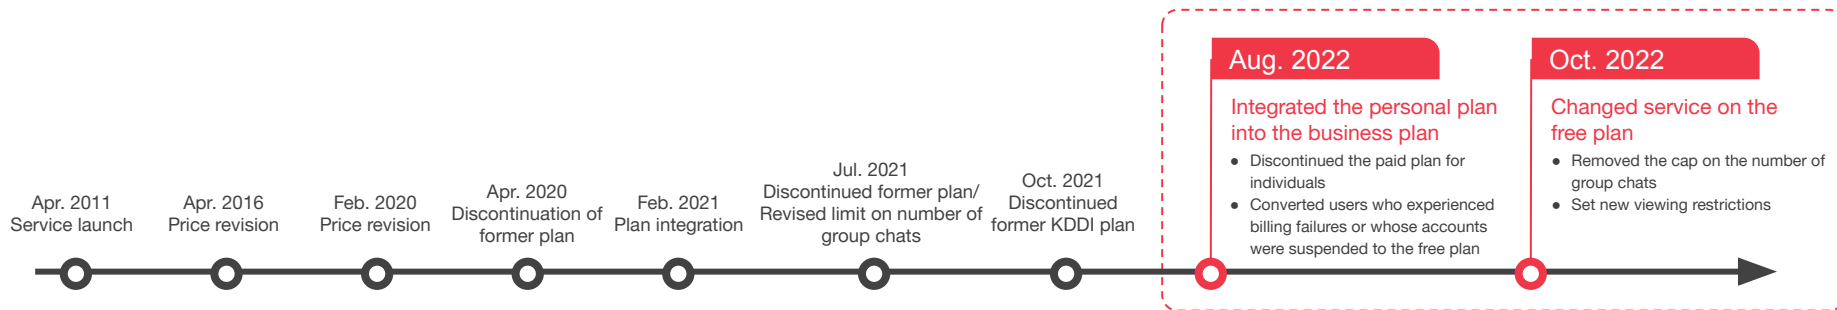 Apr. 2011
Service launch
Apr. 2016
Price revision
Feb. 2020
Price revision
Apr. 2020
Discontinuation of
former plan
Feb. 2021
Plan integration
Jul. 2021
Discontinued former plan/
Revised limit on number of
group chats
Oct. 2021
Discontinued
former KDDI plan
Aug. 2022
Integrated the personal plan
into the business plan
● Discontinued the paid plan for
individuals
● Converted users who experienced
billing failures or whose accounts
were suspended to the free plan
Oct. 2022
Changed service on the
free plan
● Removed the cap on the number of
group chats
● Set new viewing restrictions